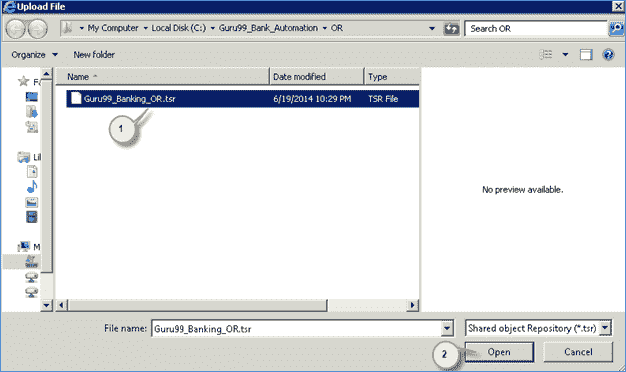 Upload File
My Computer Local Disk (C:) Guru99_Bank_Automation OR Search OR
Organize New folder
Name Date modified Type
Guru99_Banking_OR.tsr 6/19/2014 10:29 PM TSR File
1
No preview available.
Li
M
File name: Guru99_Banking_OR.tsr Shared object Repository (*.tsr)
2 Open Cancel